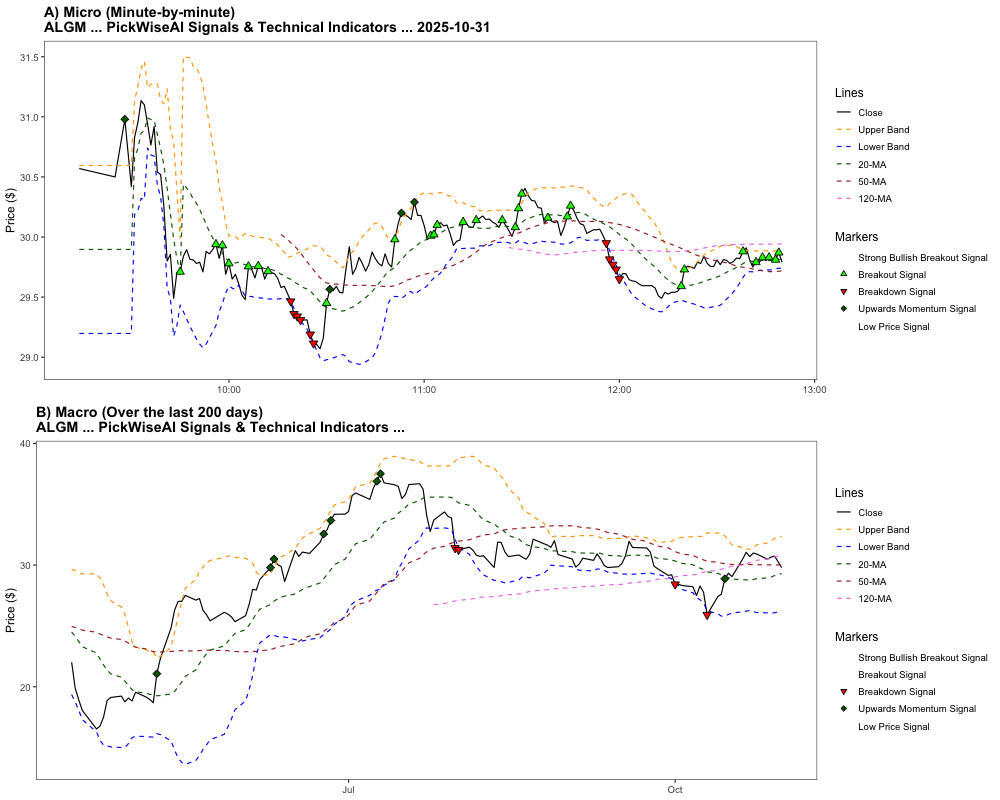 A) Micro (Minute-by-minute)
ALGM ... PickWiseAI Signals & Technical Indicators ... 2025-10-31
Price ($)
31.5
31.0
30.5
30.0
29.5
29.0
10:00
11:00
12:00
13:00
Lines
Close
Upper Band
Lower Band
20-MA
50-MA
120-MA
Markers
Strong Bullish Breakout Signal
Breakout Signal
Breakdown Signal
Upwards Momentum Signal
Low Price Signal
B) Macro (Over the last 200 days)
ALGM ... PickWiseAI Signals & Technical Indicators ...
Price ($)
40
30
20
Jul
Oct
Lines
Close
Upper Band
Lower Band
20-MA
50-MA
120-MA
Markers
Strong Bullish Breakout Signal
Breakout Signal
Breakdown Signal
Upwards Momentum Signal
Low Price Signal